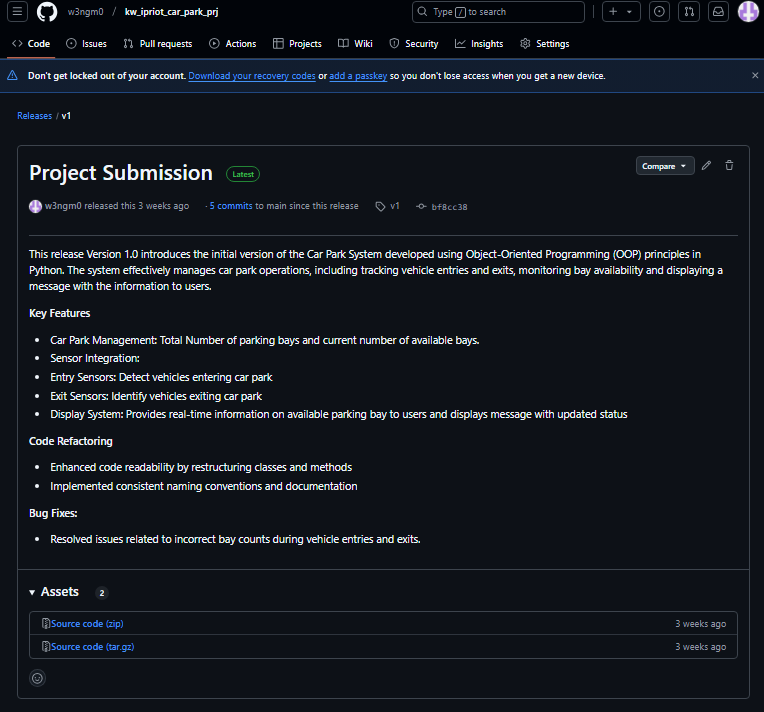 w3ngm0 / kw_ipriot_car_park_prj
Type / to search
Code Issues Pull requests Actions Projects Wiki Security Insights Settings
Don't get locked out of your account. Download your recovery codes or add a passkey so you don't lose access when you get a new device.
Releases / v1
Project Submission Latest
Compare
w3ngm0 released this 3 weeks ago · 5 commits to main since this release v1 bf8cc38
This release Version 1.0 introduces the initial version of the Car Park System developed using Object-Oriented Programming (OOP) principles in
Python. The system effectively manages car park operations, including tracking vehicle entries and exits, monitoring bay availability and displaying a
message with the information to users.
Key Features
• Car Park Management: Total Number of parking bays and current number of available bays.
• Sensor Integration:
• Entry Sensors: Detect vehicles entering car park
• Exit Sensors: Identify vehicles exiting car park
• Display System: Provides real-time information on available parking bay to users and displays message with updated status
Code Refactoring
• Enhanced code readability by restructuring classes and methods
• Implemented consistent naming conventions and documentation
Bug Fixes:
• Resolved issues related to incorrect bay counts during vehicle entries and exits.
Assets 2
Source code (zip) 3 weeks ago
Source code (tar.gz) 3 weeks ago